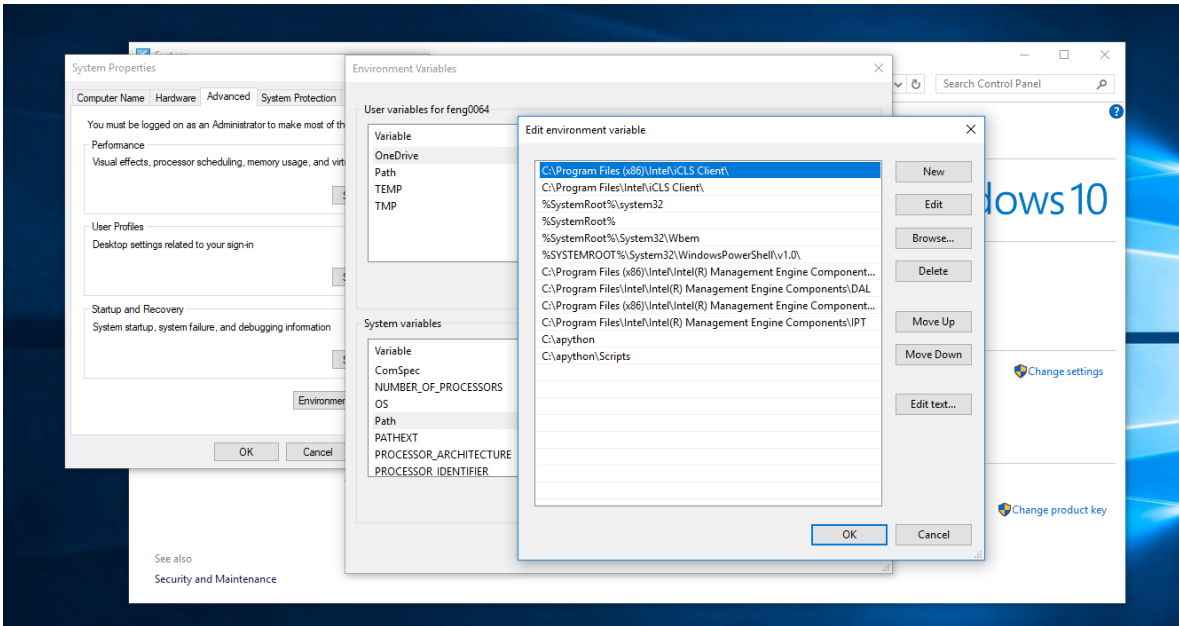 System Properties
Computer Name Hardware Advanced System Protection
You must be logged on as an Administrator to make most of th
Performance
Visual effects, processor scheduling, memory usage, and virt
User Profiles
Desktop settings related to your sign-in
Startup and Recovery
System startup, system failure, and debugging information
Environmer
OK Cancel
Environment Variables
User variables for feng0064
Variable
OneDrive
Path
TEMP
TMP
System variables
Variable
ComSpec
NUMBER_OF_PROCESSORS
OS
Path
PATHEXT
PROCESSOR_ARCHITECTURE
PROCESSOR_IDENTIFIER
Edit environment variable
C:\Program Files (x86)\Intel\iCLS Client\
C:\Program Files\Intel\iCLS Client\
%SystemRoot%\system32
%SystemRoot%
%SystemRoot%\System32\Wbem
%SYSTEMROOT%\System32\WindowsPowerShell\v1.0\
C:\Program Files (x86)\Intel\Intel(R) Management Engine Component...
C:\Program Files\Intel\Intel(R) Management Engine Components\DAL
C:\Program Files (x86)\Intel\Intel(R) Management Engine Component...
C:\Program Files\Intel\Intel(R) Management Engine Components\IPT
C:\apython
C:\apython\Scripts
New
Edit
Browse...
Delete
Move Up
Move Down
Edit text...
OK Cancel
Search Control Panel
dows 10
Change settings
Change product key
See also
Security and Maintenance